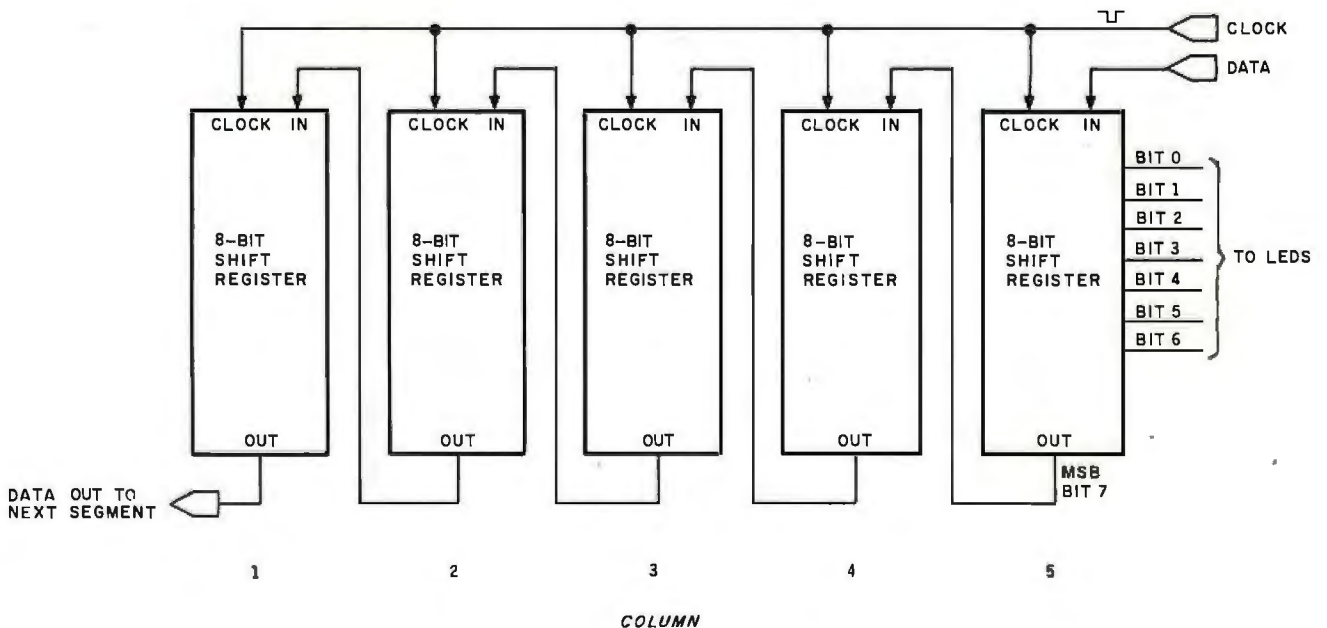 CLOCK
DATA
CLOCK IN
CLOCK IN
CLOCK IN
CLOCK IN
CLOCK IN
8-BIT
SHIFT
REGISTER
8-BIT
SHIFT
REGISTER
8-BIT
SHIFT
REGISTER
8-BIT
SHIFT
REGISTER
8-BIT
SHIFT
REGISTER
BIT 0
BIT 1
BIT 2
BIT 3
BIT 4
BIT 5
BIT 6
TO LEDS
OUT
OUT
OUT
OUT
OUT
MSB
BIT 7
DATA OUT TO
NEXT SEGMENT
1 2 3 4 5
COLUMN